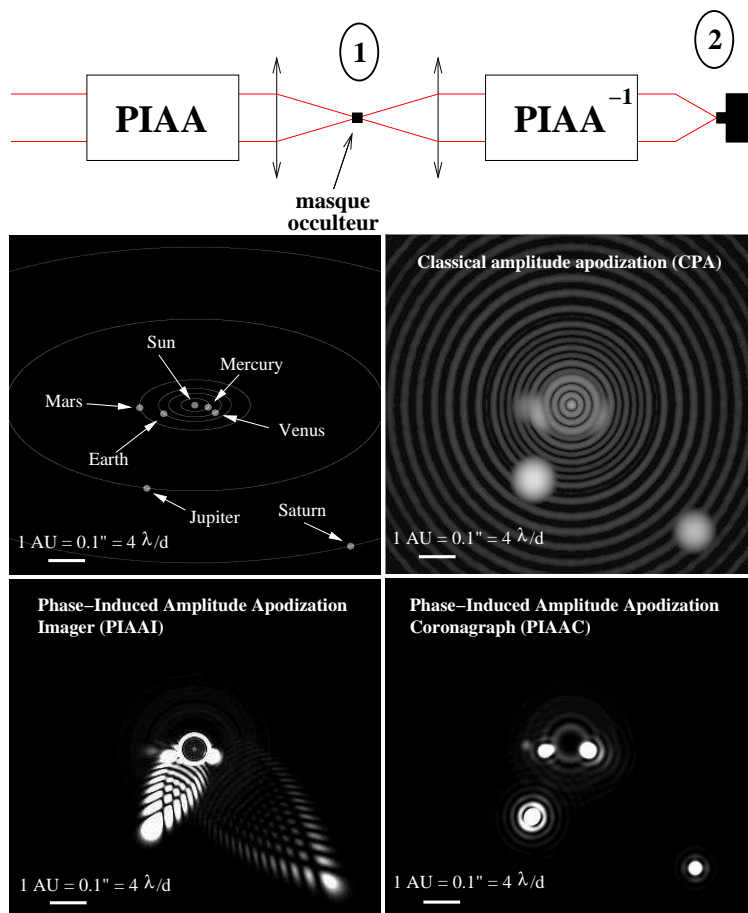 1
2
PIAA
PIAA⁻¹
masque
occulteur
Sun
Mercury
Mars
Venus
Earth
Jupiter
Saturn
1 AU = 0.1" = 4 λ/d
Classical amplitude apodization (CPA)
1 AU = 0.1" = 4 λ/d
Phase−Induced Amplitude Apodization
Imager (PIAAI)
1 AU = 0.1" = 4 λ/d
Phase−Induced Amplitude Apodization
Coronagraph (PIAAC)
1 AU = 0.1" = 4 λ/d